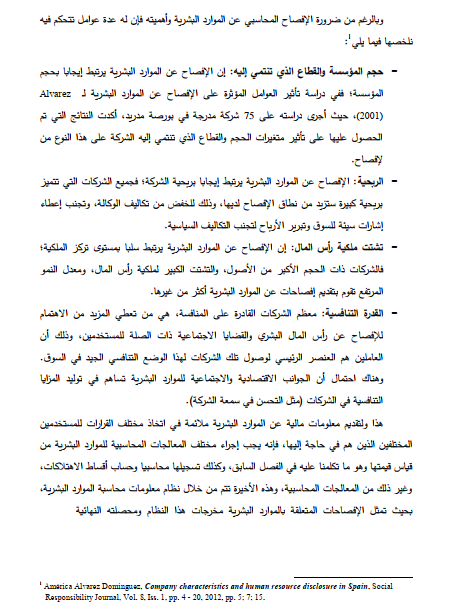 وبالرغم من ضرورة الإفصاح المحاسبي عن الموارد البشرية وأهميته فإن له عدة عوامل تتحكم فيه
نلخصها فيما يلي1:
- حجم المؤسسة والقطاع الذي تنتمي إليه: إن الإفصاح عن الموارد البشرية يرتبط إيجابا بحجم
المؤسسة؛ ففي دراسة تأثير العوامل المؤثرة على الإفصاح عن الموارد البشرية لـ Alvarez
(2001)، حيث أجرى دراسته على 75 شركة مدرجة في بورصة مدريد، أكدت النتائج التي تم
الحصول عليها على تأثير متغيرات الحجم والقطاع الذي تنتمي إليه الشركة على هذا النوع من
لإفصاح.
- الربحية: الإفصاح عن الموارد البشرية يرتبط إيجابيا بربحية الشركة؛ فجميع الشركات التي تتميز
بربحية كبيرة ستزيد من نطاق الإفصاح لديها، وذلك للخفض من تكاليف الوكالة، وتجنب إعطاء
إشارات سيئة للسوق وتبرير الأرباح لتجنب التكاليف السياسية.
- تشتت ملكية رأس المال: إن الإفصاح عن الموارد البشرية يرتبط سلبا بمستوى تركز الملكية؛
فالشركات ذات الحجم الأكبر من الأصول، والتشتت الكبير لملكية رأس المال، ومعدل النمو
المرتفع تقوم بتقديم إفصاحات عن الموارد البشرية أكثر من غيرها.
- القدرة التنافسية: معظم الشركات القادرة على المنافسة، هي من تعطي المزيد من الاهتمام
للإفصاح عن رأس المال البشري والقضايا الاجتماعية ذات الصلة للمستخدمين، وذلك أن
العاملين هم العنصر الرئيسي لوصول تلك الشركات لهذا الوضع التنافسي الجيد في السوق.
وهناك احتمال أن الجوانب الاقتصادية والاجتماعية للموارد البشرية تساهم في توليد المزايا
التنافسية في الشركات (مثل التحسن في سمعة الشركة).
هذا ولتقديم معلومات مالية عن الموارد البشرية ملائمة في اتخاذ مختلف القرارات للمستخدمين
المختلفين الذين هم في حاجة إليها، فإنه يجب إجراء مختلف المعالجات المحاسبية للموارد البشرية من
قياس قيمتها وهو ما تكلمنا عليه في الفصل السابق، وكذلك تسجيلها محاسبيا وحساب أقساط الاهتلاكات،
وغير ذلك من المعالجات المحاسبية، وهذه الأخيرة تتم من خلال نظام معلومات محاسبة الموارد البشرية،
بحيث تمثل الإفصاحات المتعلقة بالموارد البشرية مخرجات هذا النظام ومحصلته النهائية
1 América Alvarez Domínguez, Company characteristics and human resource disclosure in Spain, Social
Responsibility Journal, Vol. 8, Iss. 1, pp. 4 - 20, 2012, pp. 5; 7; 15.